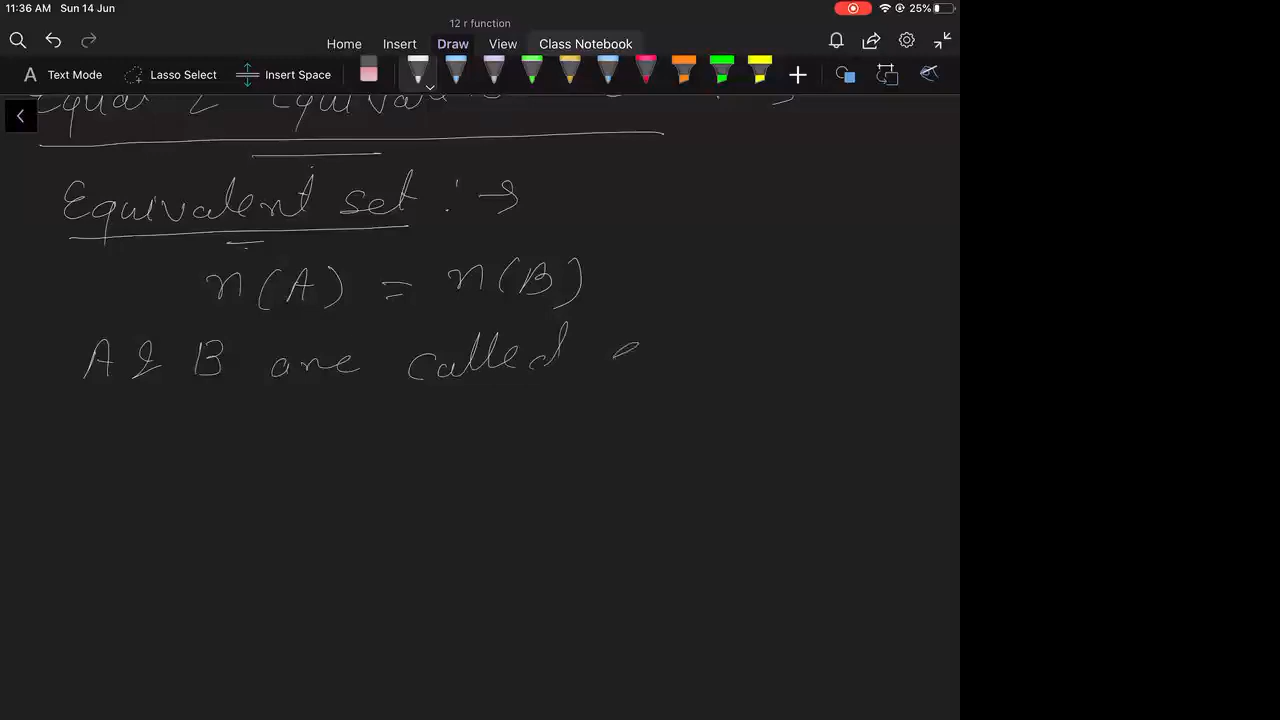 11:36 AM Sun 14 Jun 25%
12 r function
Home Insert Draw View Class Notebook
A Text Mode Lasso Select Insert Space
Equal &
Equivalent set : →
n(A) = n(B)
A & B are called e